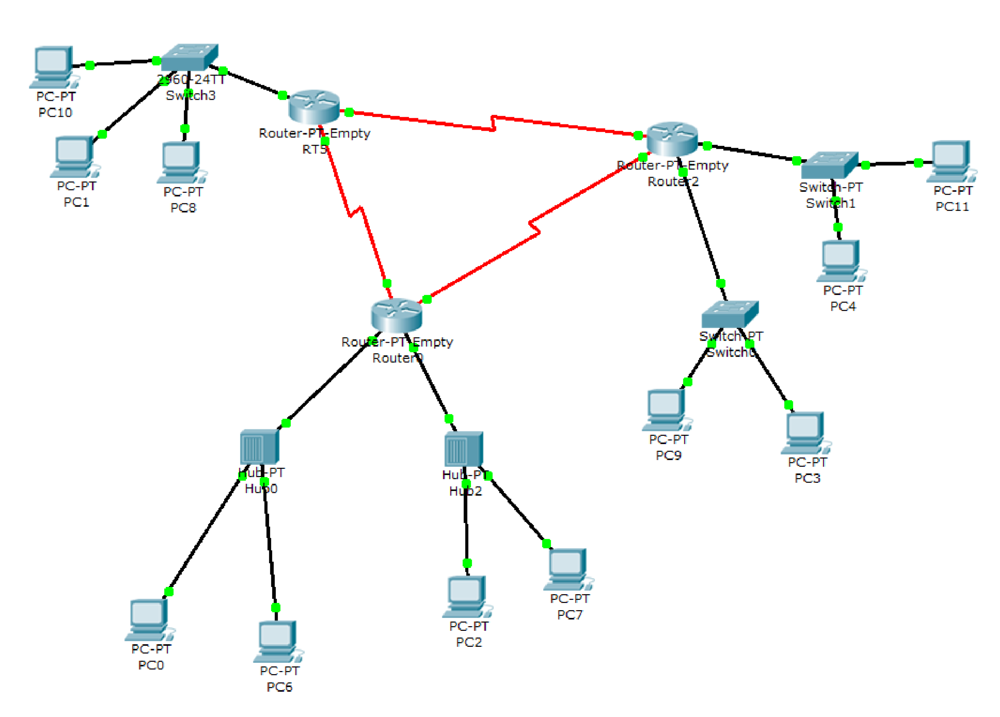 2960-24TT
Switch3
PC-PT
PC10
PC-PT
PC1
PC-PT
PC8
Router-PT-Empty
RT5
Router-PT-Empty
Router2
Switch-PT
Switch1
PC-PT
PC11
PC-PT
PC4
Router-PT-Empty
Router0
Switch-PT
Switch0
PC-PT
PC9
PC-PT
PC3
Hub-PT
Hub0
Hub-PT
Hub2
PC-PT
PC0
PC-PT
PC6
PC-PT
PC2
PC-PT
PC7